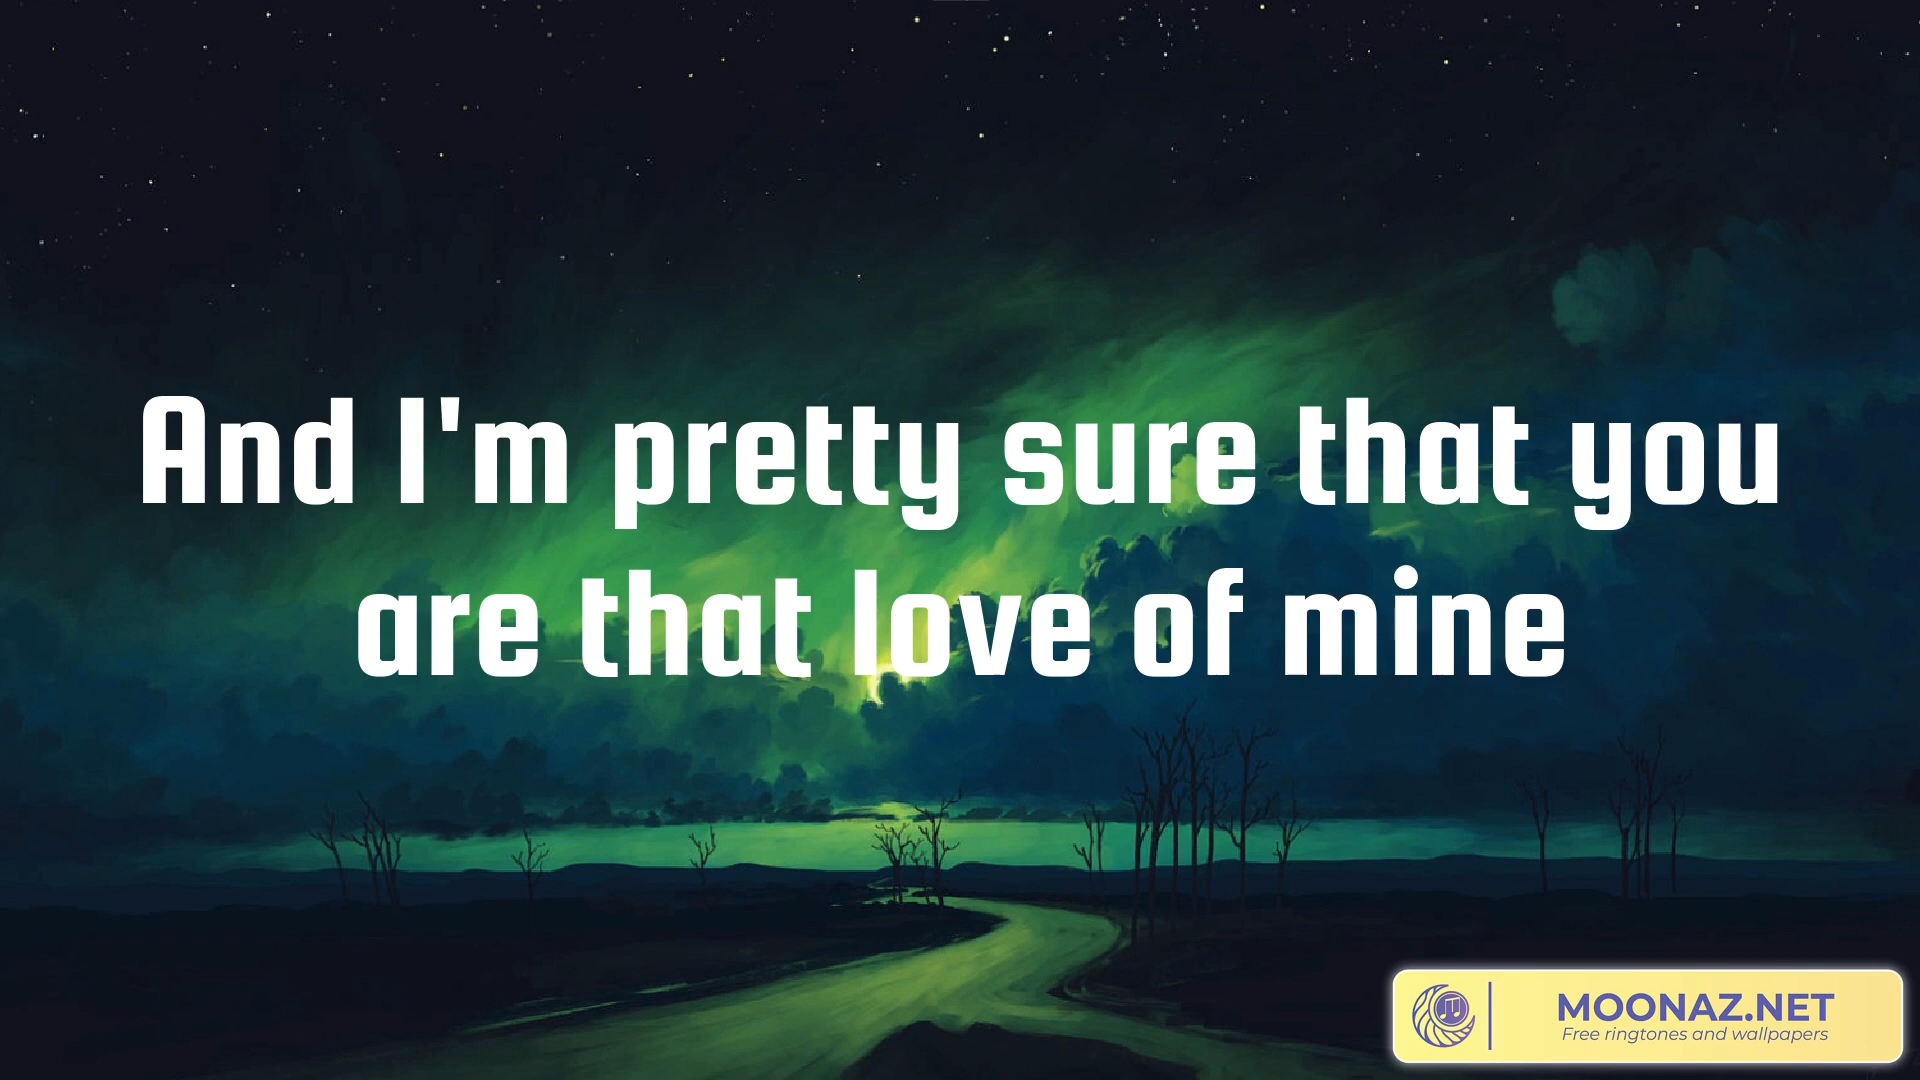 And I'm pretty sure that you
are that love of mine
MOONAZ.NET
Free ringtones and wallpapers